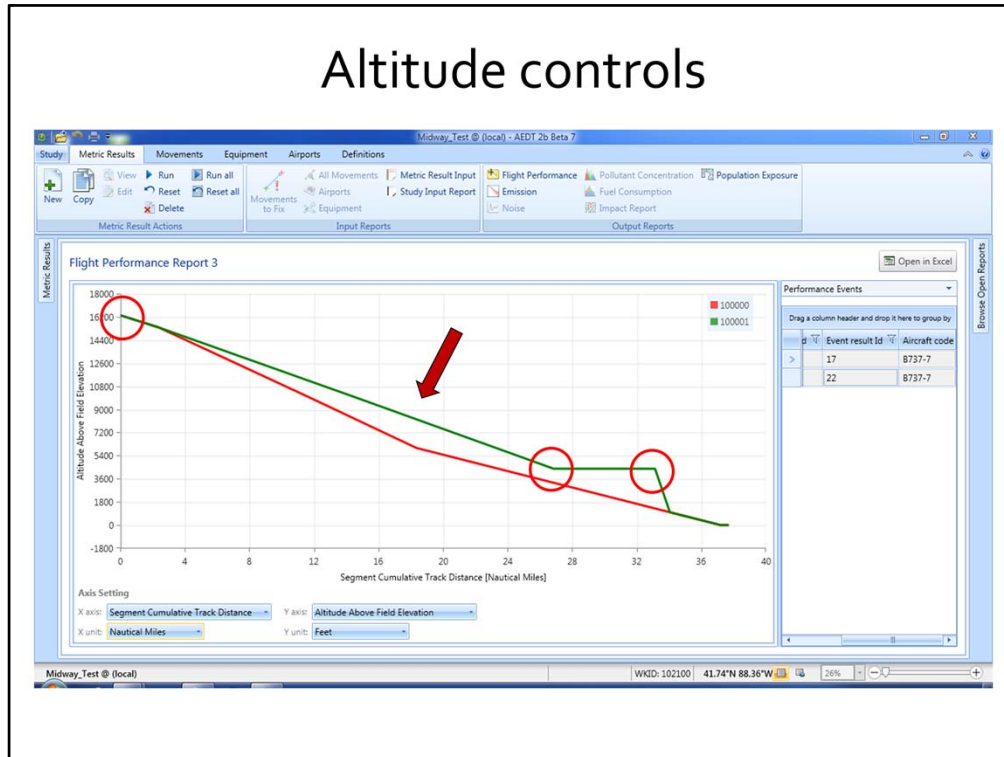 Altitude controls
Midway_Test @ (local) - AEDT 2b Beta 7
Study Metric Results Movements Equipment Airports Definitions
New Copy View Run Run all Movements to Fix All Movements Metric Result Input Flight Performance Pollutant Concentration Population Exposure
Edit Reset Reset all Airports Study Input Report Emission Fuel Consumption
Delete Equipment Noise Impact Report
Metric Result Actions Input Reports Output Reports
Metric Results
Flight Performance Report 3
Open in Excel
Browse Open Reports
Performance Events
Drag a column header and drop it here to group by
d Event result Id Aircraft code
17 B737-7
22 B737-7
100000
100001
Altitude Above Field Elevation
18000
16200
14400
12600
10800
9000
7200
5400
3600
1800
0
-1800
0 4 8 12 16 20 24 28 32 36 40
Segment Cumulative Track Distance [Nautical Miles]
Axis Setting
X axis: Segment Cumulative Track Distance Y axis: Altitude Above Field Elevation
X unit: Nautical Miles Y unit: Feet
Midway_Test @ (local) WKID: 102100 41.74°N 88.36°W 26%